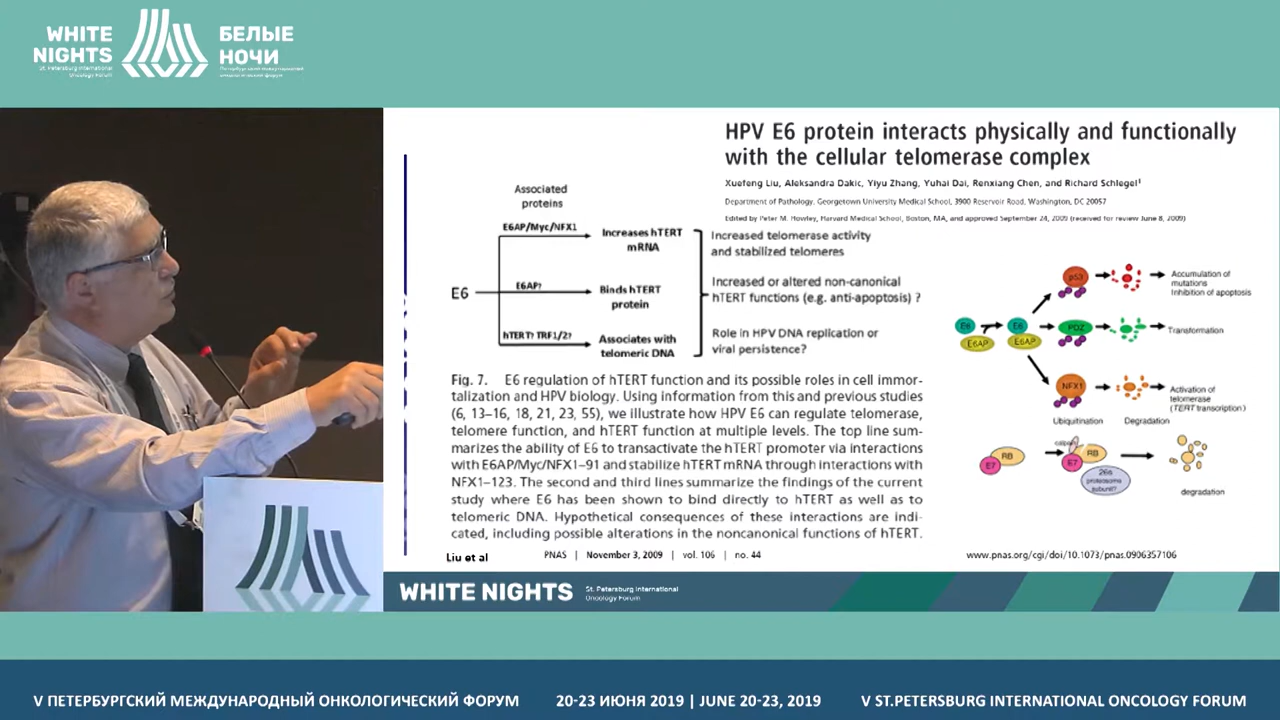 WHITE
NIGHTS
St. Petersburg International
Oncology Forum
БЕЛЫЕ
НОЧИ
Петербургский международный
онкологический форум
HPV E6 protein interacts physically and functionally
with the cellular telomerase complex
Xuefeng Liu, Aleksandra Dakic, Yiyu Zhang, Yuhai Dai, Renxiang Chen, and Richard Schlegel¹
Department of Pathology, Georgetown University Medical School, 3900 Reservoir Road, Washington, DC 20057
Edited by Peter M. Howley, Harvard Medical School, Boston, MA, and approved September 24, 2009 (received for review June 8, 2009)
Associated
proteins
E6AP/Myc/NFX1
Increases hTERT
mRNA
E6
E6AP?
Binds hTERT
protein
hTER? TRF1/2?
Associates with
telomeric DNA
Increased telomerase activity
and stabilized telomeres
Increased or altered non-canonical
hTERT functions (e.g. anti-apoptosis) ?
Role in HPV DNA replication or
viral persistence?
Fig. 7. E6 regulation of hTERT function and its possible roles in cell immor-
talization and HPV biology. Using information from this and previous studies
(6, 13–16, 18, 21, 23, 55), we illustrate how HPV E6 can regulate telomerase,
telomere function, and hTERT function at multiple levels. The top line sum-
marizes the ability of E6 to transactivate the hTERT promoter via interactions
with E6AP/Myc/NFX1–91 and stabilize hTERT mRNA through interactions with
NFX1–123. The second and third lines summarize the findings of the current
study where E6 has been shown to bind directly to hTERT as well as to
telomeric DNA. Hypothetical consequences of these interactions are indi-
cated, including possible alterations in the noncanonical functions of hTERT.
E6
E6AP
E6
E6AP
p53
Accumulation of
mutations
Inhibition of apoptosis
PDZ
Transformation
NFX1
Activation of
telomerase
(TERT transcription)
Ubiquitination
Degradation
E7
RB
calpain
E7
RB
26s
proteosome
subunit?
degradation
Liu et al
PNAS | November 3, 2009 | vol. 106 | no. 44
www.pnas.org/cgi/doi/10.1073/pnas.0906357106
WHITE NIGHTS
St. Petersburg International
Oncology Forum
V ПЕТЕРБУРГСКИЙ МЕЖДУНАРОДНЫЙ ОНКОЛОГИЧЕСКИЙ ФОРУМ
20-23 ИЮНЯ 2019 | JUNE 20-23, 2019
V ST.PETERSBURG INTERNATIONAL ONCOLOGY FORUM